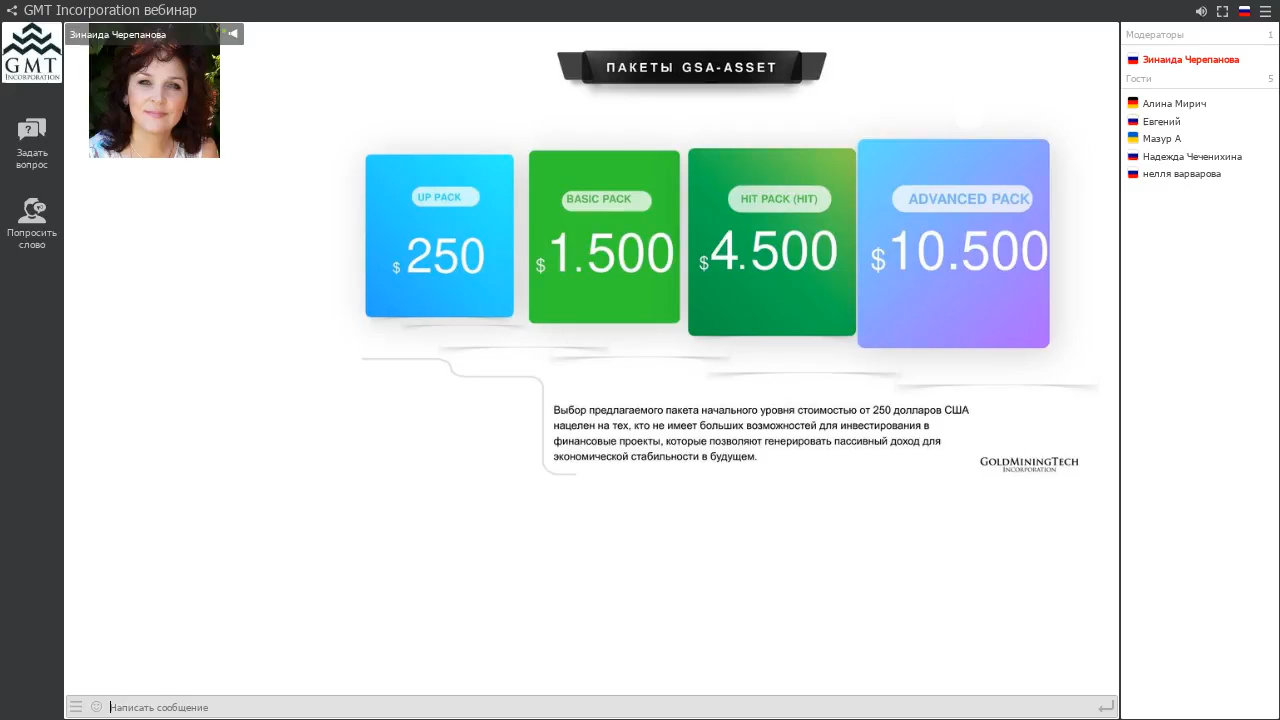 GMT Incorporation вебинар
GMT
INCORPORATION
Задать
вопрос
Попросить
слово
Зинаида Черепанова
ПАКЕТЫ GSA-ASSET
UP PACK
$ 250
BASIC PACK
$ 1.500
HIT PACK (HIT)
$ 4.500
ADVANCED PACK
$ 10.500
Выбор предлагаемого пакета начального уровня стоимостью от 250 долларов США
нацелен на тех, кто не имеет больших возможностей для инвестирования в
финансовые проекты, которые позволяют генерировать пассивный доход для
экономической стабильности в будущем.
GOLDMININGTECH
INCORPORATION
Написать сообщение
Модераторы 1
Зинаида Черепанова
Гости 5
Алина Мирич
Евгений
Мазур А
Надежда Чеченихина
нелля варварова